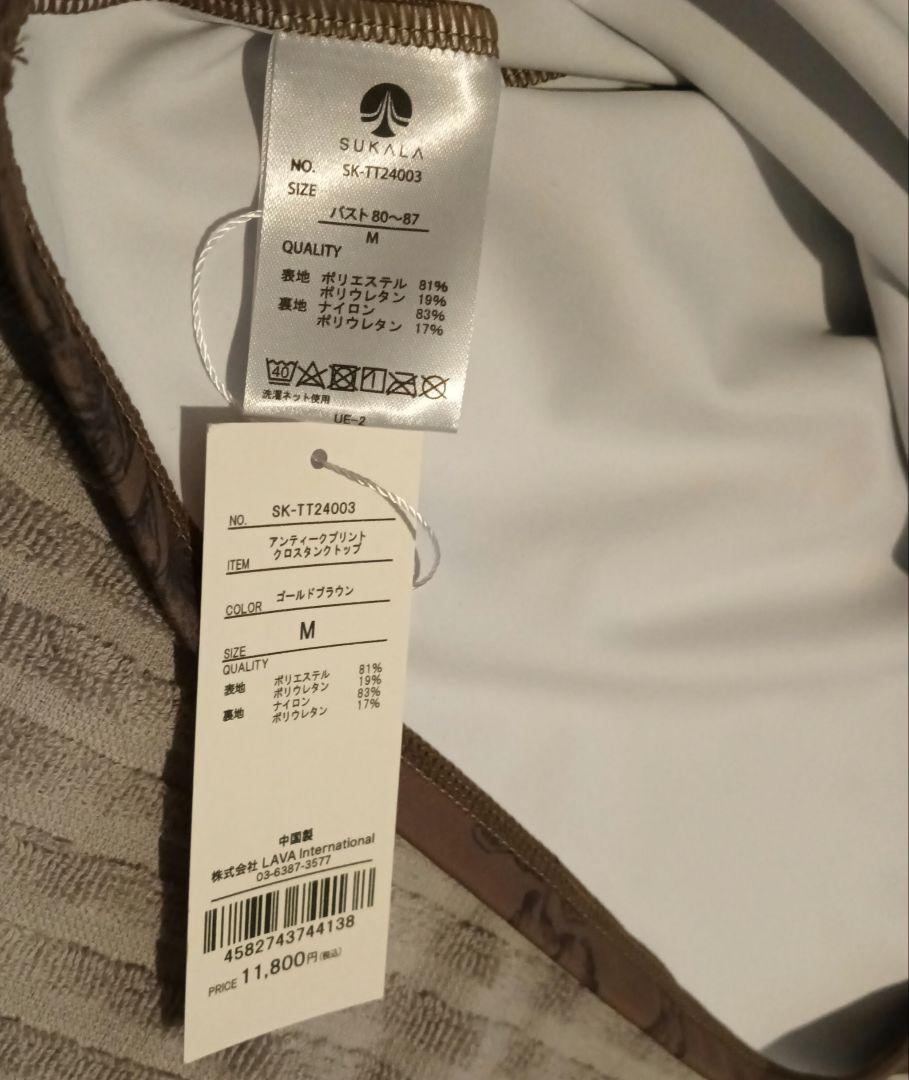 SUKALA
NO. SK-TT24003
SIZE
バスト80〜87
M
QUALITY
表地 ポリエステル 81%
ポリウレタン 19%
裏地 ナイロン 83%
ポリウレタン 17%
40
洗濯ネット使用
UE-2
NO. SK-TT24003
アンティークプリント
クロスタンクトップ
ITEM
COLOR ゴールドブラウン
M
SIZE
QUALITY
表地 ポリエステル 81%
ポリウレタン 19%
裏地 ナイロン 83%
ポリウレタン 17%
中国製
株式会社 LAVA International
03-6387-3577
4582743744138
PRICE 11,800円(税込)